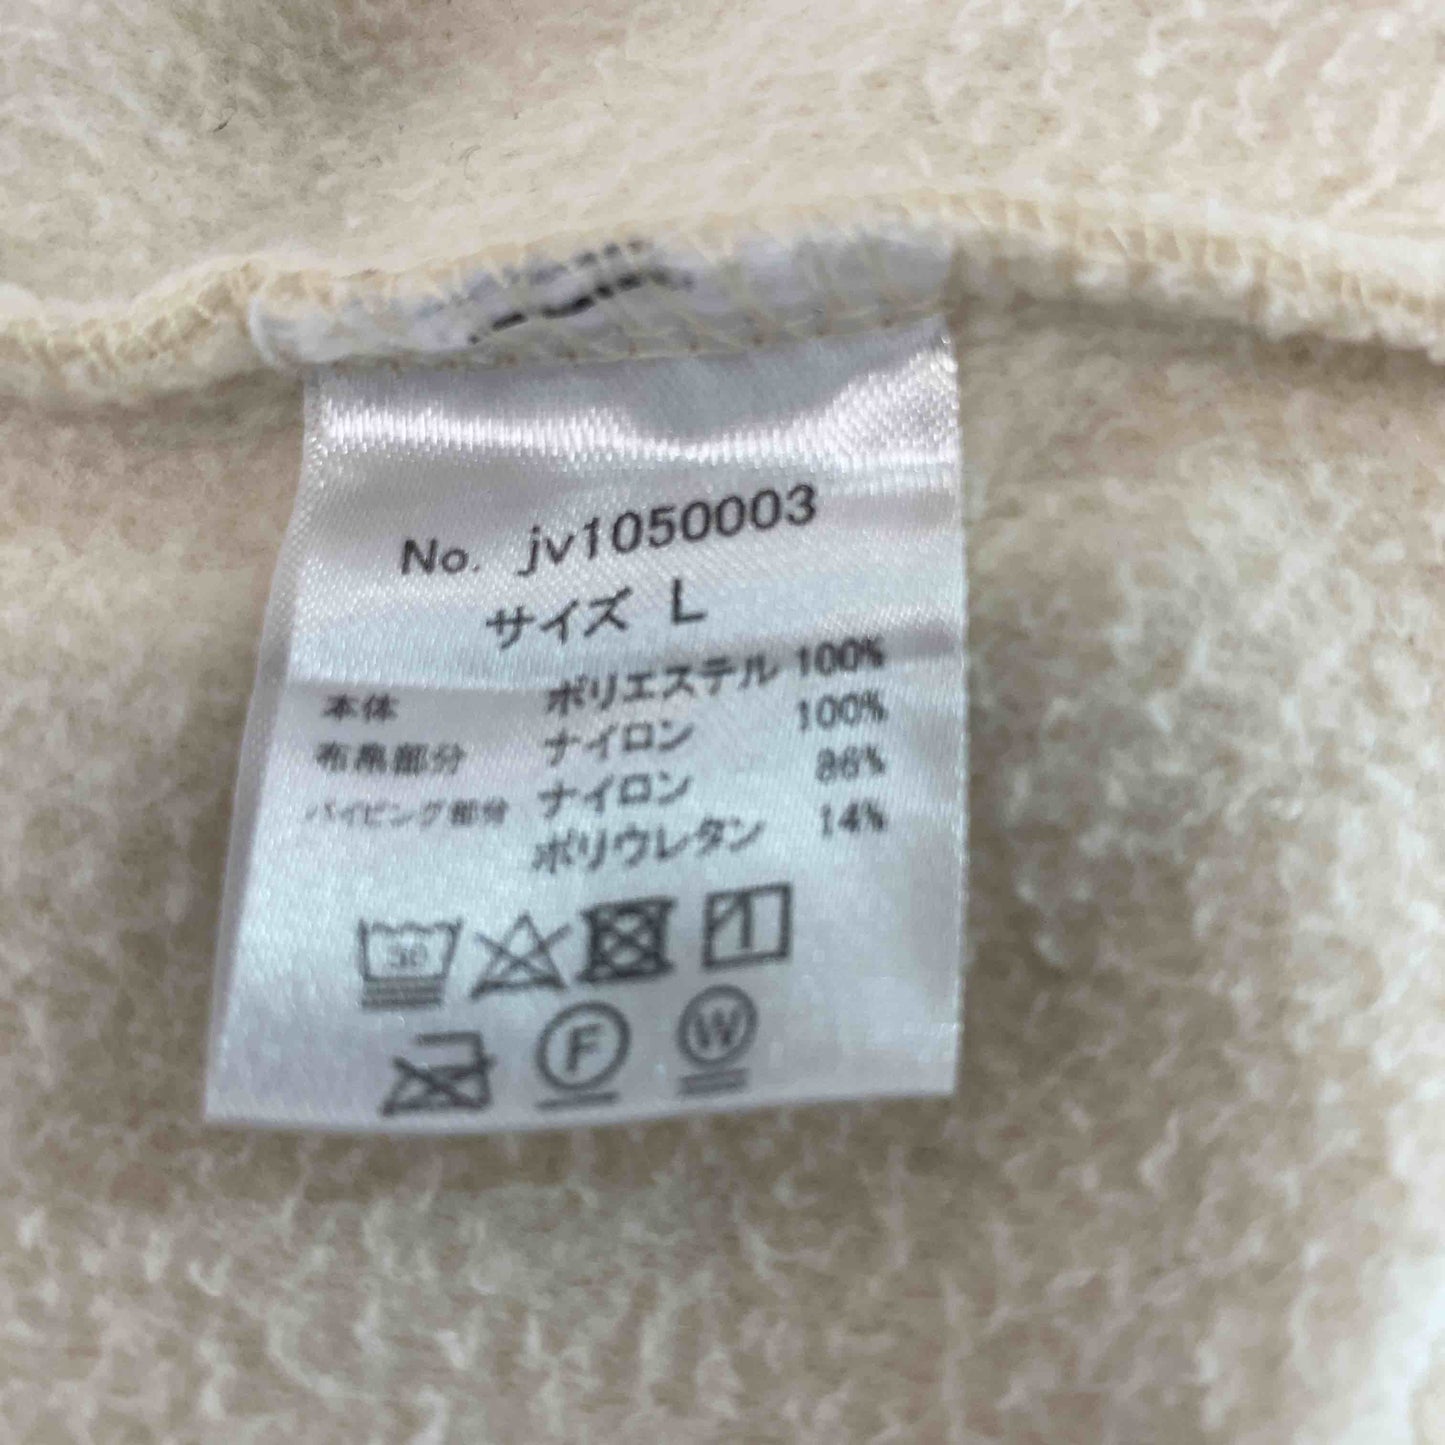 No. jv1050003
サイズ L
本体 ポリエステル 100%
布帛部分 ナイロン 100%
パイピング部分 ナイロン 86%
ポリウレタン 14%
30
F W